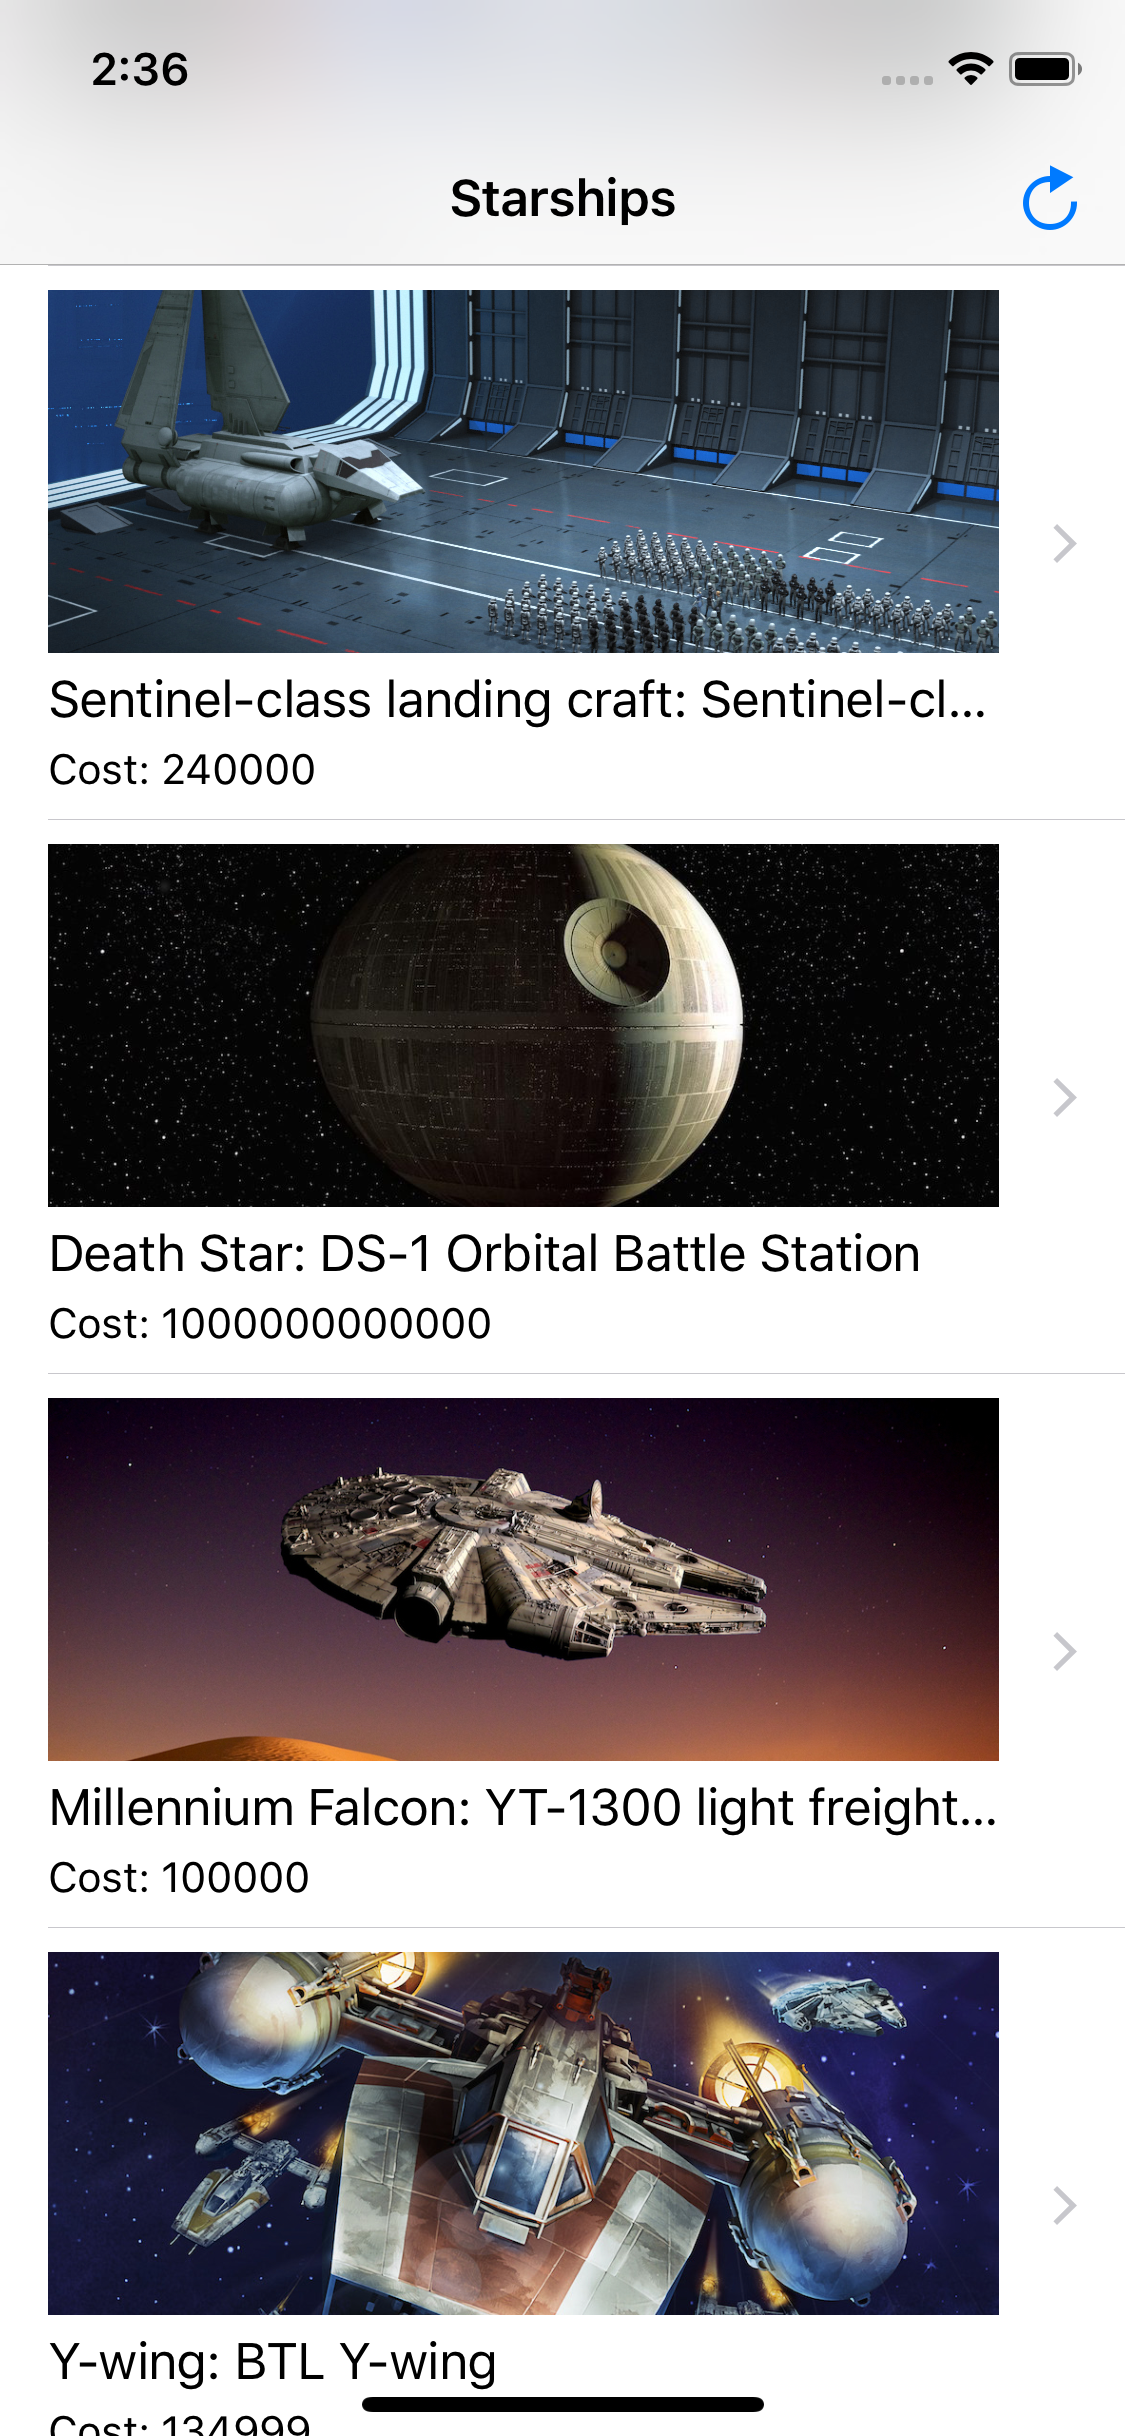 2:36
Starships
Sentinel-class landing craft: Sentinel-cl...
Cost: 240000
Death Star: DS-1 Orbital Battle Station
Cost: 1000000000000
Millennium Falcon: YT-1300 light freight...
Cost: 100000
Y-wing: BTL Y-wing
Cost: 134999